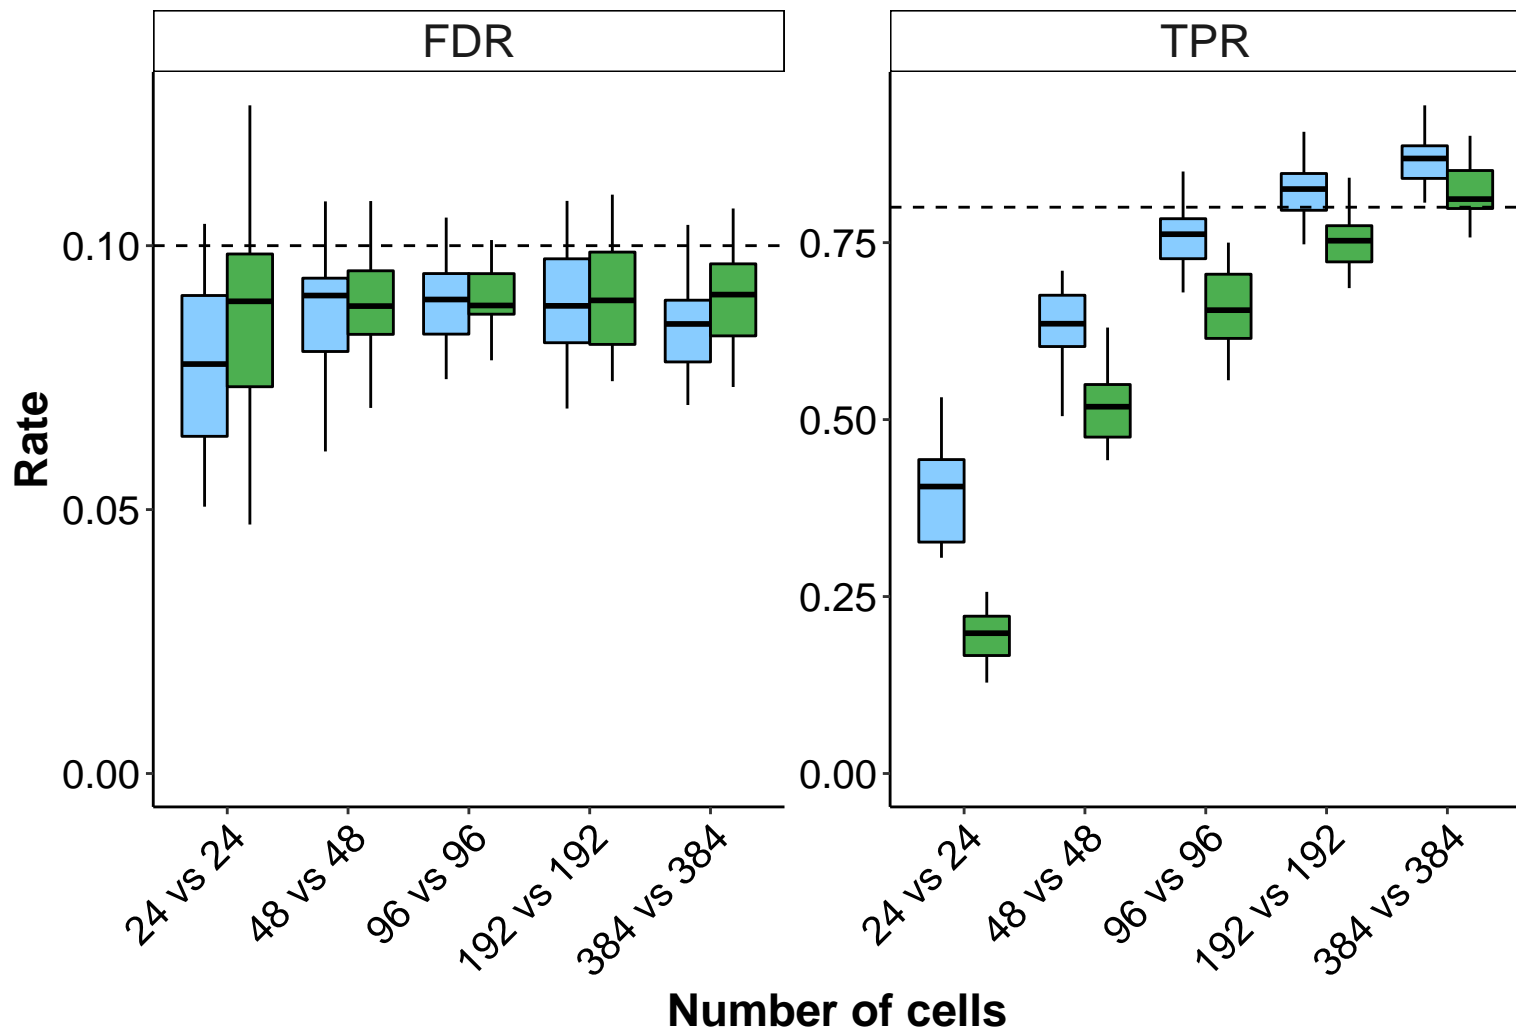 FDR
TPR
Rate
0.10
0.05
0.00
0.75
0.50
0.25
0.00
24 vs 24
48 vs 48
96 vs 96
192 vs 192
384 vs 384
24 vs 24
48 vs 48
96 vs 96
192 vs 192
384 vs 384
Number of cells